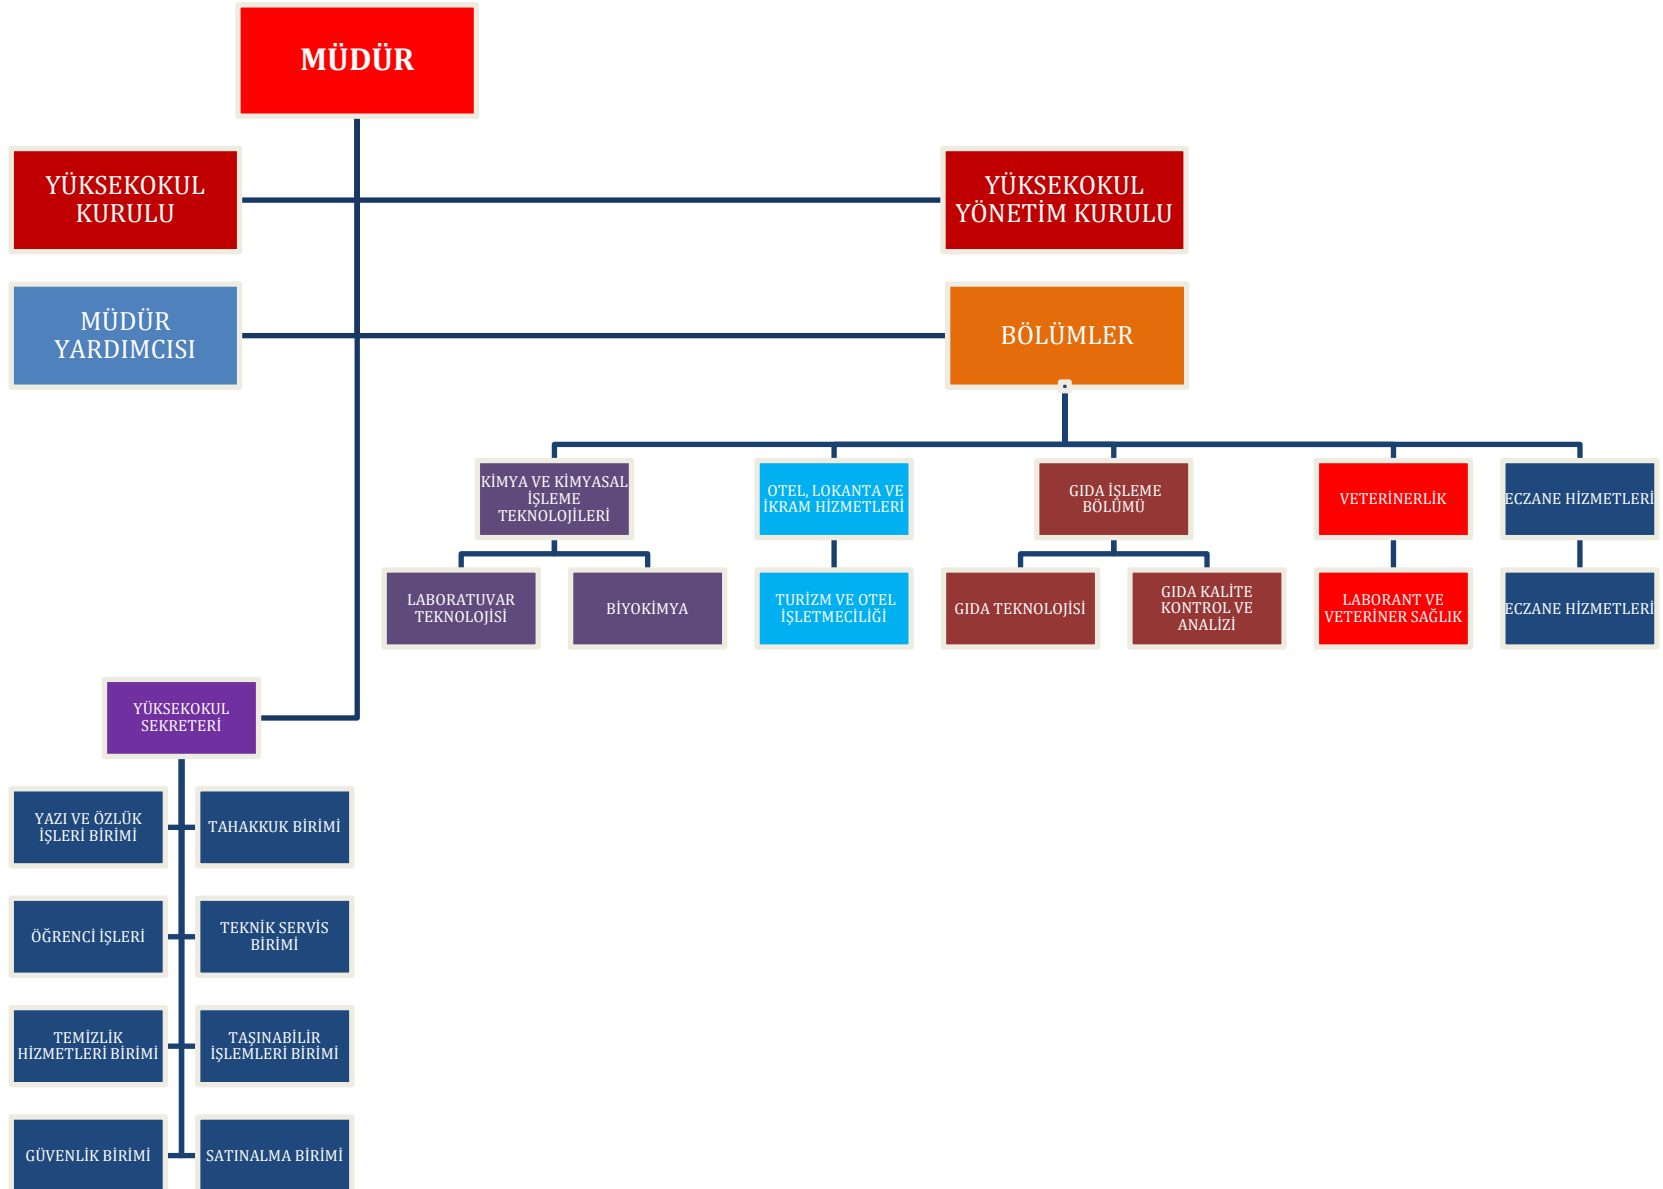 MÜDÜR
YÜKSEKOKUL
KURULU
YÜKSEKOKUL
YÖNETİM KURULU
MÜDÜR
YARDIMCISI
BÖLÜMLER
KİMYA VE KİMYASAL
İŞLEME
TEKNOLOJİLERİ
OTEL, LOKANTA VE
İKRAM HİZMETLERİ
GIDA İŞLEME
BÖLÜMÜ
VETERİNERLİK
ECZANE HİZMETLERİ
LABORATUVAR
TEKNOLOJİSİ
BİYOKİMYA
TURİZM VE OTEL
İŞLETMECİLİĞİ
GIDA TEKNOLOJİSİ
GIDA KALİTE
KONTROL VE
ANALİZİ
LABORANT VE
VETERİNER SAĞLIK
ECZANE HİZMETLERİ
YÜKSEKOKUL
SEKRETERİ
YAZI VE ÖZLÜK
İŞLERİ BİRİMİ
TAHAKKUK BİRİMİ
ÖĞRENCİ İŞLERİ
TEKNİK SERVİS
BİRİMİ
TEMİZLİK
HİZMETLERİ BİRİMİ
TAŞINABİLİR
İŞLEMLERİ BİRİMİ
GÜVENLİK BİRİMİ
SATINALMA BİRİMİ